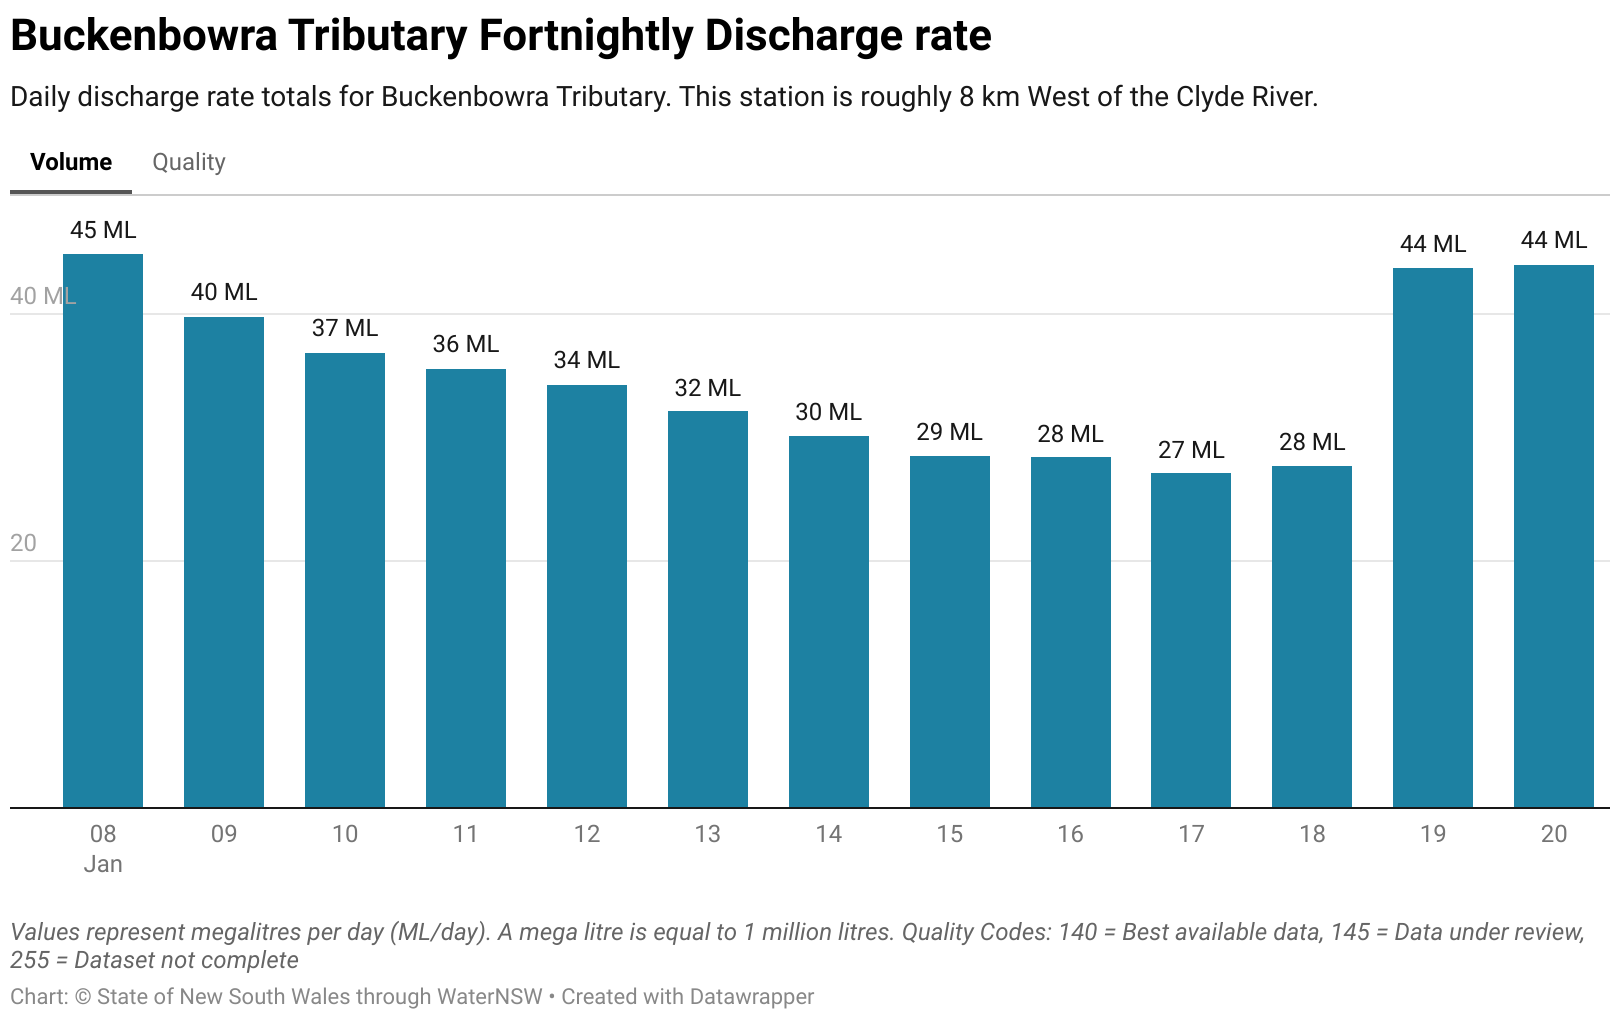 Buckenbowra Tributary Fortnightly Discharge rate
Daily discharge rate totals for Buckenbowra Tributary. This station is roughly 8 km West of the Clyde River.
Volume Quality
45 ML
40 ML
40 ML
37 ML
36 ML
34 ML
32 ML
30 ML
29 ML
28 ML
27 ML
28 ML
44 ML
44 ML
20
08 09 10 11 12 13 14 15 16 17 18 19 20
Jan
Values represent megalitres per day (ML/day). A mega litre is equal to 1 million litres. Quality Codes: 140 = Best available data, 145 = Data under review,
255 = Dataset not complete
Chart: © State of New South Wales through WaterNSW • Created with Datawrapper